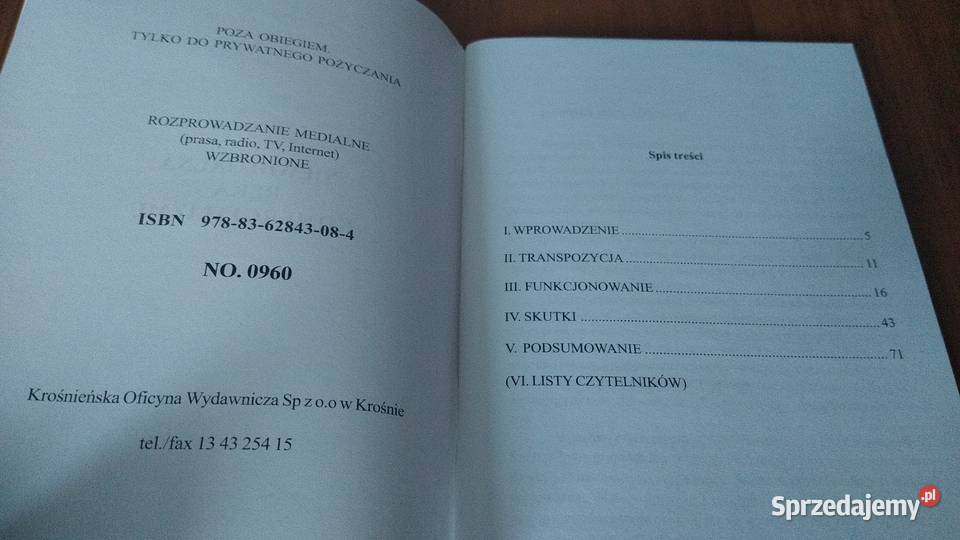 POZA OBIEGIEM.
TYLKO DO PRYWATNEGO POŻYCZANIA
ROZPROWADZANIE MEDIALNE
(prasa, radio, TV, Internet)
WZBRONIONE
ISBN 978-83-62843-08-4
NO. 0960
Krośnieńska Oficyna Wydawnicza Sp z o.o w Krośnie
tel./fax 13 43 254 15
Spis treści
I. WPROWADZENIE 5
II. TRANSPOZYCJA 11
III. FUNKCJONOWANIE 16
IV. SKUTKI 43
V. PODSUMOWANIE 71
(VI. LISTY CZYTELNIKÓW)
Sprzedajemy.pl